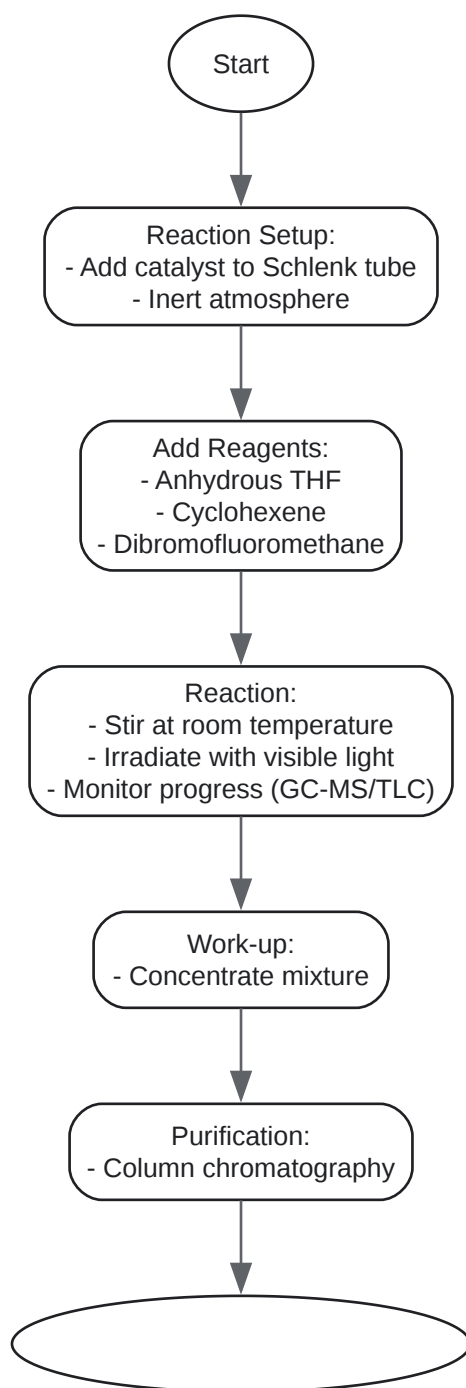 Start
Reaction Setup:
- Add catalyst to Schlenk tube
- Inert atmosphere
Add Reagents:
- Anhydrous THF
- Cyclohexene
- Dibromofluoromethane
Reaction:
- Stir at room temperature
- Irradiate with visible light
- Monitor progress (GC-MS/TLC)
Work-up:
- Concentrate mixture
Purification:
- Column chromatography